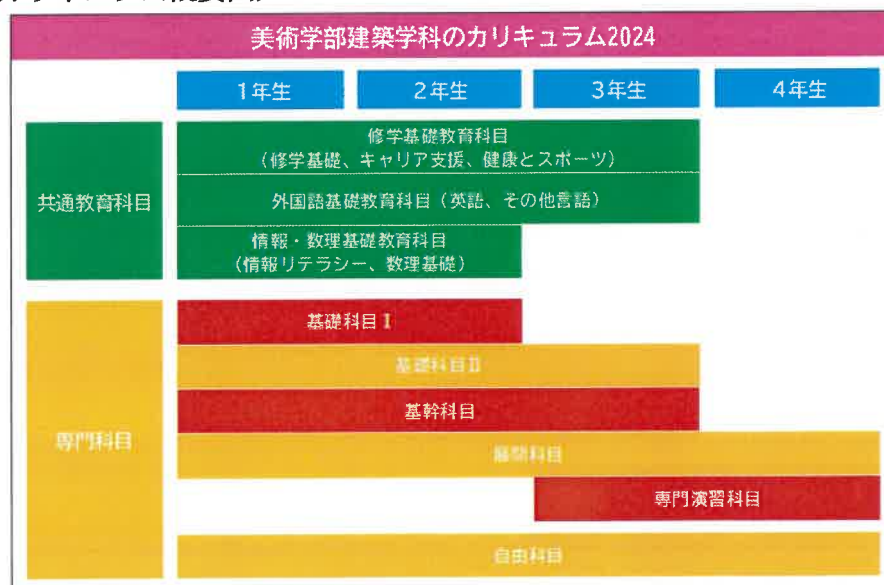 美術学部建築学科のカリキュラム2024
1年生
2年生
3年生
4年生
共通教育科目
修学基礎教育科目
(修学基礎、キャリア支援、健康とスポーツ)
外国語基礎教育科目(英語、その他言語)
情報・数理基礎教育科目
(情報リテラシー、数理基礎)
専門科目
基礎科目Ⅰ
基礎科目Ⅱ
基幹科目
展開科目
専門演習科目
自由科目